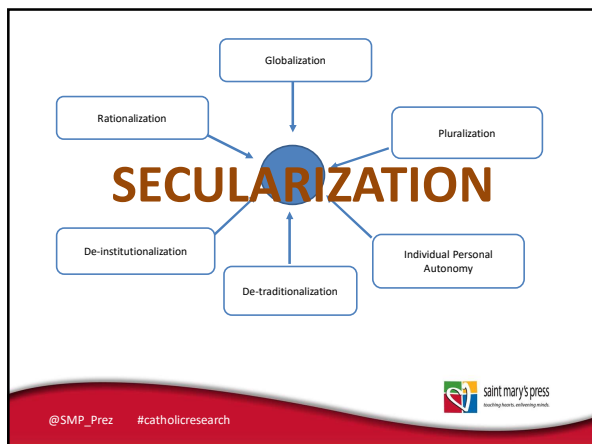 Globalization
Rationalization
Pluralization
SECULARIZATION
De-institutionalization
Individual Personal
Autonomy
De-traditionalization
saint mary's press
touching hearts, enlivening minds.
@SMP_Prez #catholicresearch